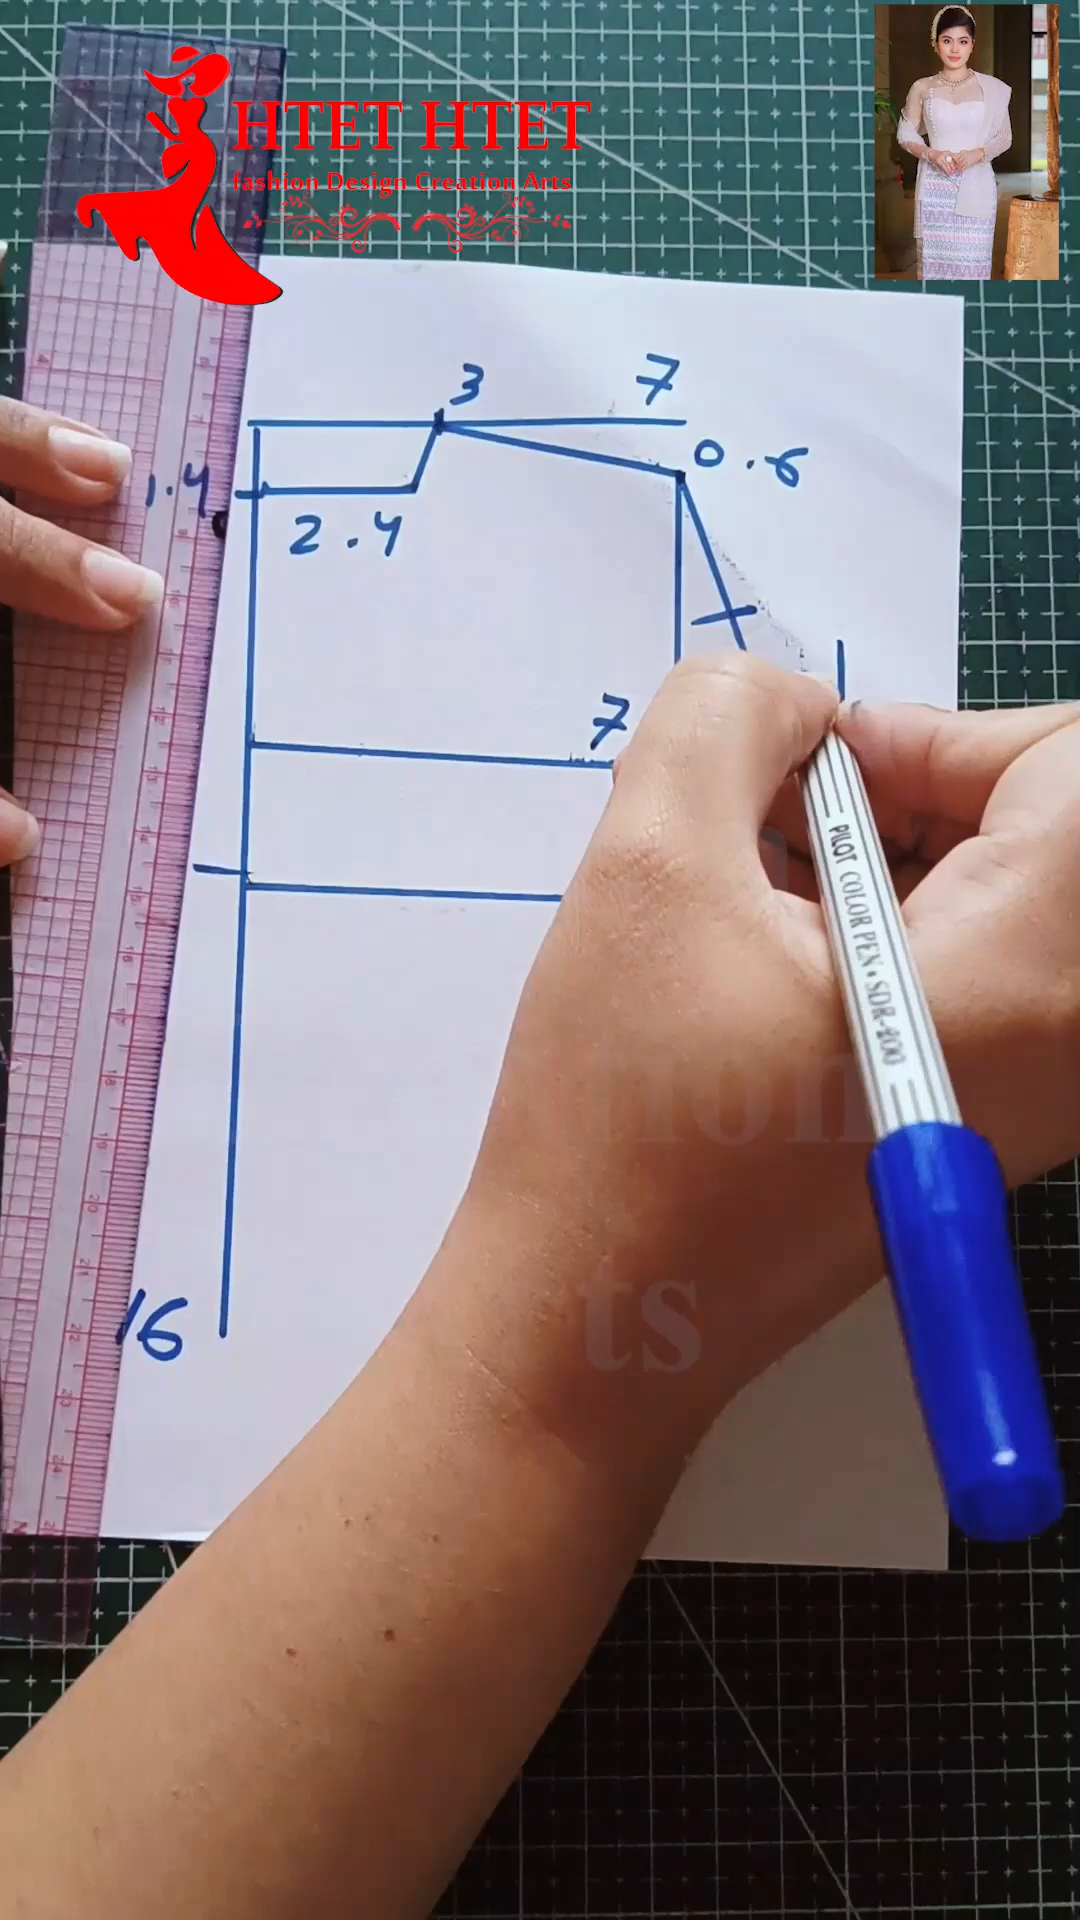 HTET HTET
fashion Design Creation Arts
3
7
0.6
1.4
2.4
7
PILOT COLOR PEN • SDR-400
16